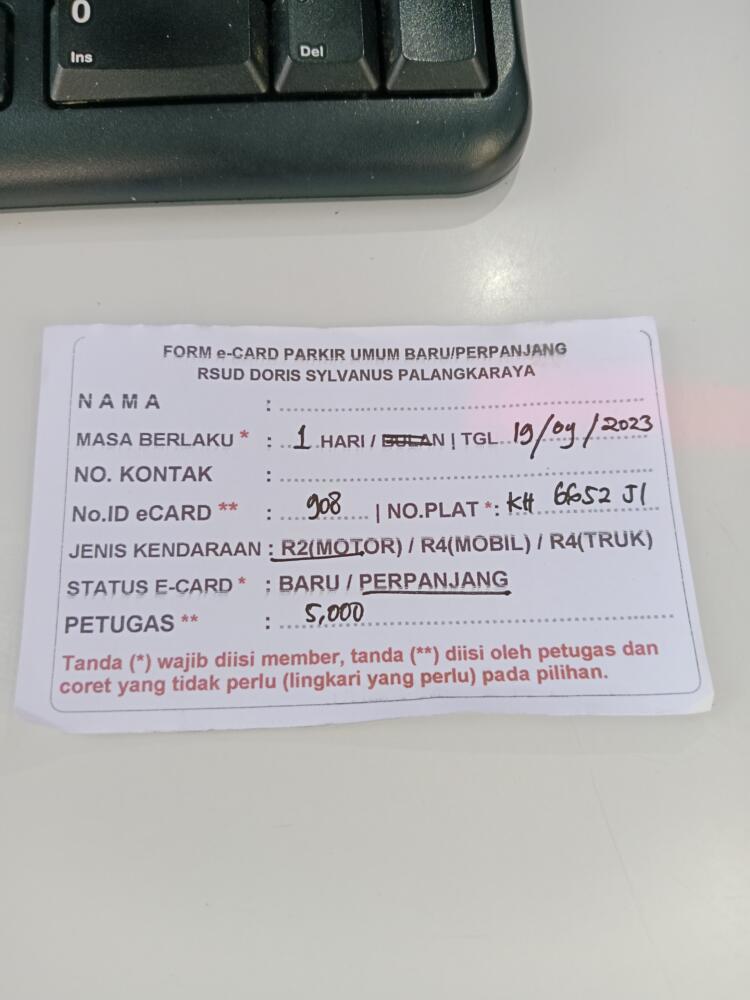 0
Ins
Del
FORM e-CARD PARKIR UMUM BARU/PERPANJANG
RSUD DORIS SYLVANUS PALANGKARAYA
NAMA :
MASA BERLAKU * : 1 HARI / BULAN | TGL 19/04/2023
NO. KONTAK :
No.ID eCARD ** : 908 | NO.PLAT *: KH 6652 JI
JENIS KENDARAAN : R2(MOTOR) / R4(MOBIL) / R4(TRUK)
STATUS E-CARD * : BARU / PERPANJANG
PETUGAS ** : 5,000
Tanda (*) wajib diisi member, tanda (**) diisi oleh petugas dan
coret yang tidak perlu (lingkari yang perlu) pada pilihan.